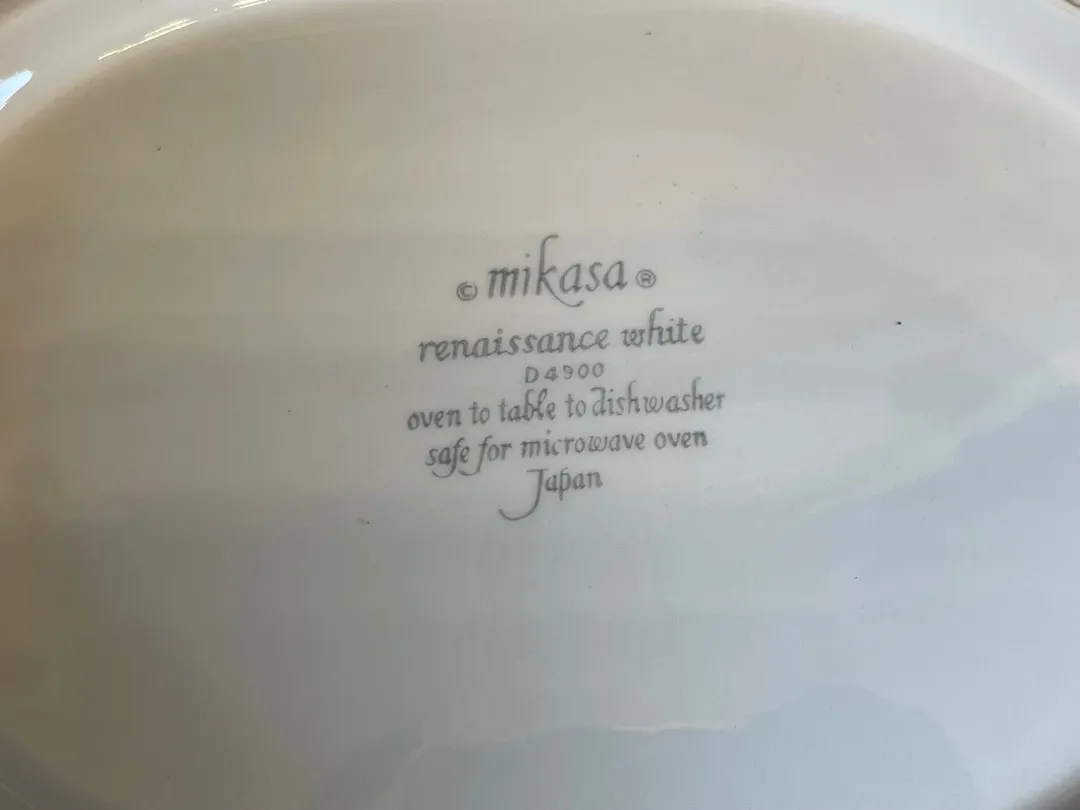 © mikasa ®
renaissance white
D4900
oven to table to dishwasher
safe for microwave oven
Japan